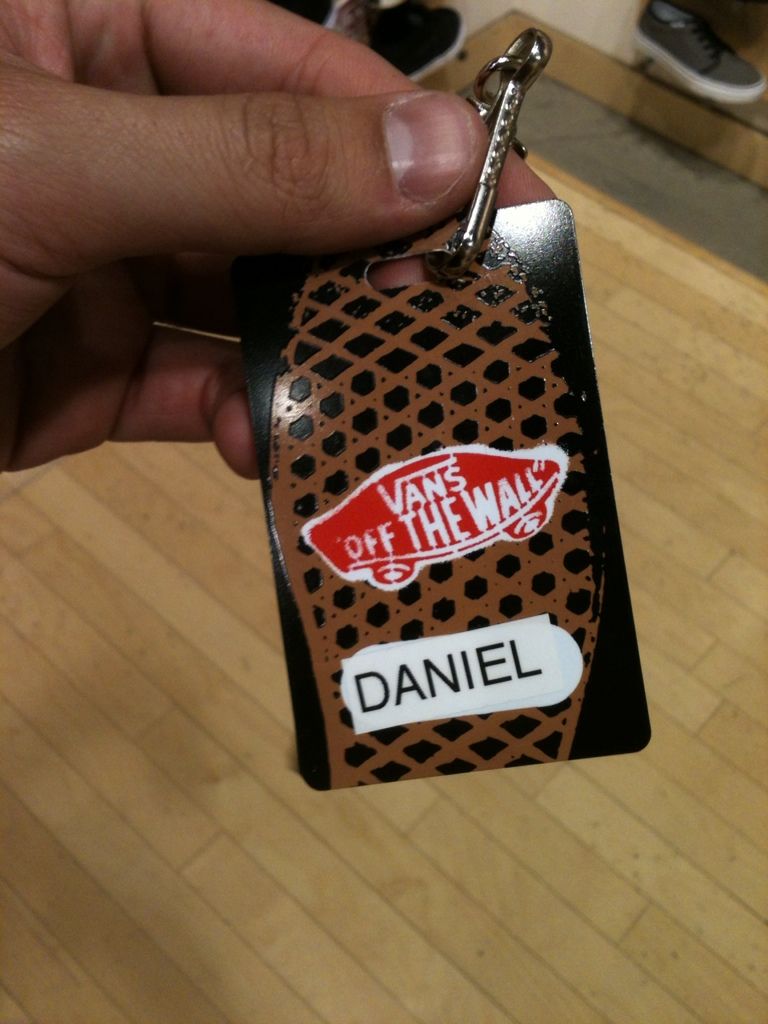 VANS
"OFF THE WALL"
DANIEL